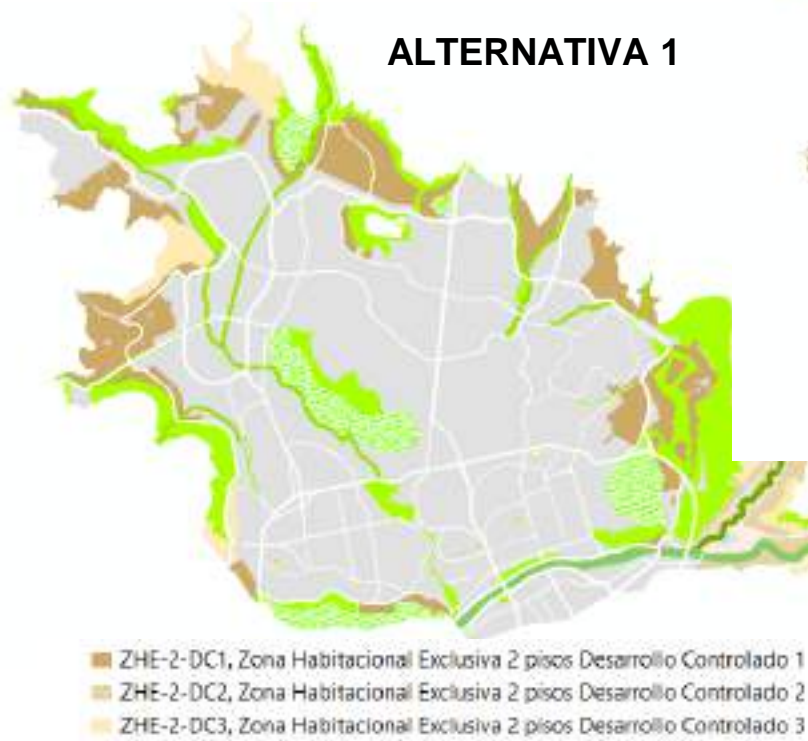 ALTERNATIVA 1
ZHE-2-DC1, Zona Habitacional Exclusiva 2 pisos Desarrollo Controlado 1
ZHE-2-DC2, Zona Habitacional Exclusiva 2 pisos Desarrollo Controlado 2
ZHE-2-DC3, Zona Habitacional Exclusiva 2 pisos Desarrollo Controlado 3